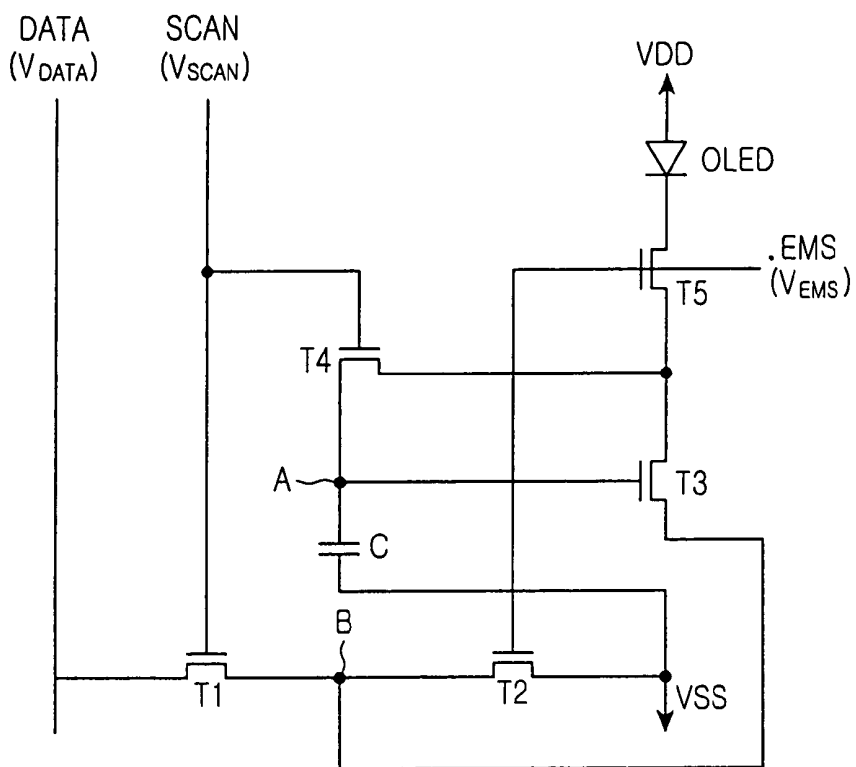 DATA
(VDATA)
SCAN
(VSCAN)
VDD
OLED
.EMS
(VEMS)
T5
T4
A
T3
C
B
T1
T2
VSS